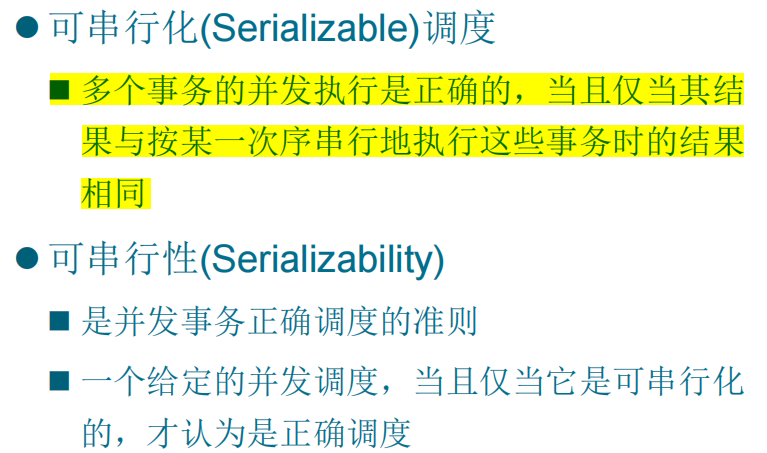 可串行化(Serializable)调度
多个事务的并发执行是正确的，当且仅当其结
果与按某一次序串行地执行这些事务时的结果
相同
可串行性(Serializability)
是并发事务正确调度的准则
一个给定的并发调度，当且仅当它是可串行化
的，才认为是正确调度